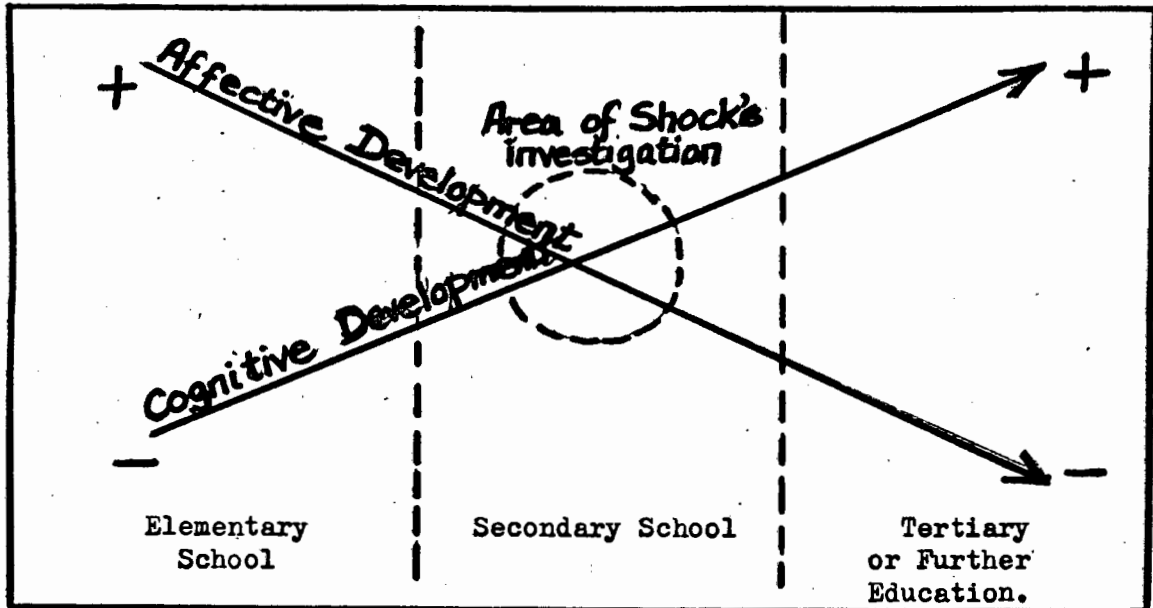 +
Affective Development
Area of Shock's
investigation
+
Cognitive Development
−
−
Elementary
School
Secondary School
Tertiary
or Further
Education.